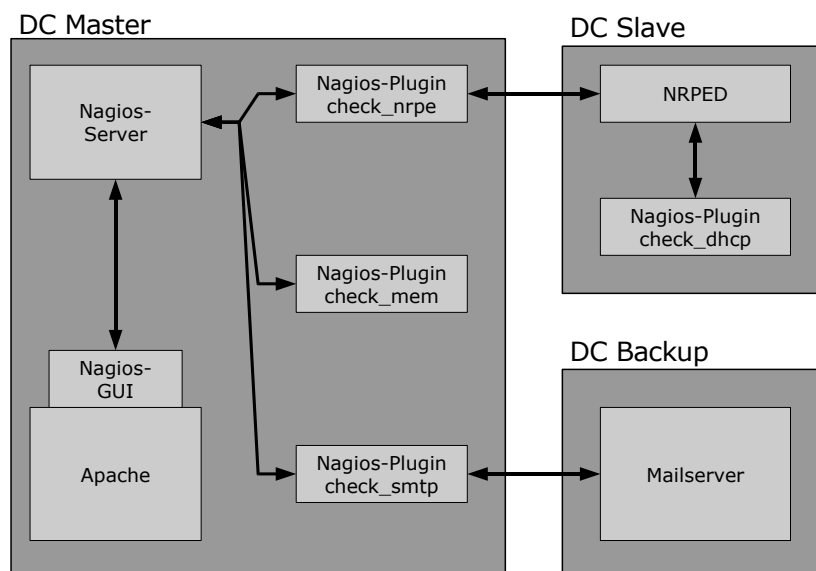 DC Master
Nagios-
Server
Nagios-Plugin
check_nrpe
Nagios-Plugin
check_mem
Nagios-
GUI
Apache
Nagios-Plugin
check_smtp
DC Slave
NRPED
Nagios-Plugin
check_dhcp
DC Backup
Mailserver